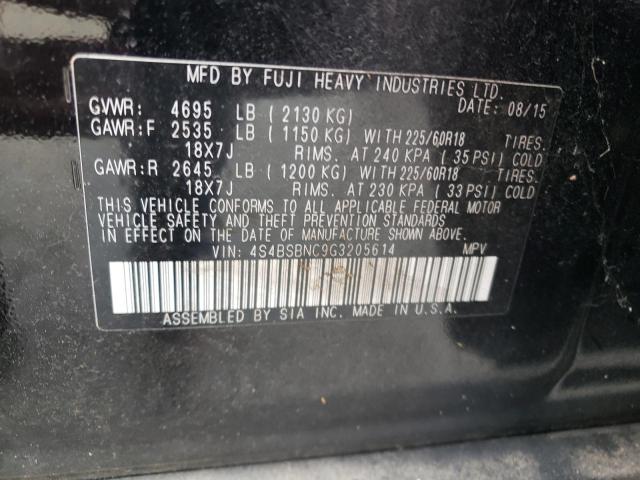 MFD BY FUJI HEAVY INDUSTRIES LTD.
GVWR: 4695 LB ( 2130 KG) DATE: 08/15
GAWR:F 2535 LB ( 1150 KG) WITH 225/60R18 TIRES.
18X7J RIMS. AT 240 KPA ( 35 PSI) COLD
GAWR:R 2645 LB ( 1200 KG) WITH 225/60R18 TIRES.
18X7J RIMS. AT 230 KPA ( 33 PSI) COLD
THIS VEHICLE CONFORMS TO ALL APPLICABLE FEDERAL MOTOR
VEHICLE SAFETY AND THEFT PREVENTION STANDARDS
IN EFFECT ON THE DATE OF MANUFACTURE SHOWN ABOVE.
VIN: 4S4BSBNC9G3205614 MPV
ASSEMBLED BY SIA INC. MADE IN U.S.A.